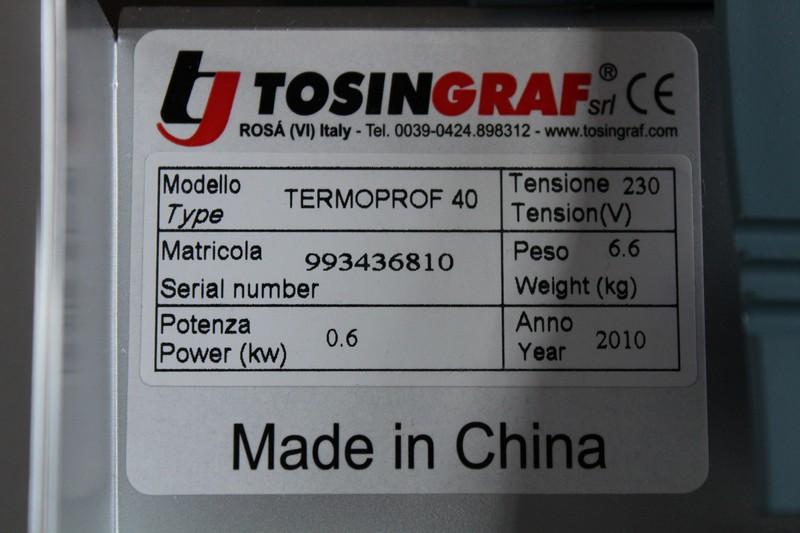 tg TOSINGRAF® srl CE
ROSÁ (VI) Italy - Tel. 0039-0424.898312 - www.tosingraf.com
Modello TERMOPROF 40 Tensione 230
Type Tension(V)
Matricola 993436810 Peso 6.6
Serial number Weight (kg)
Potenza 0.6 Anno 2010
Power (kw) Year
Made in China